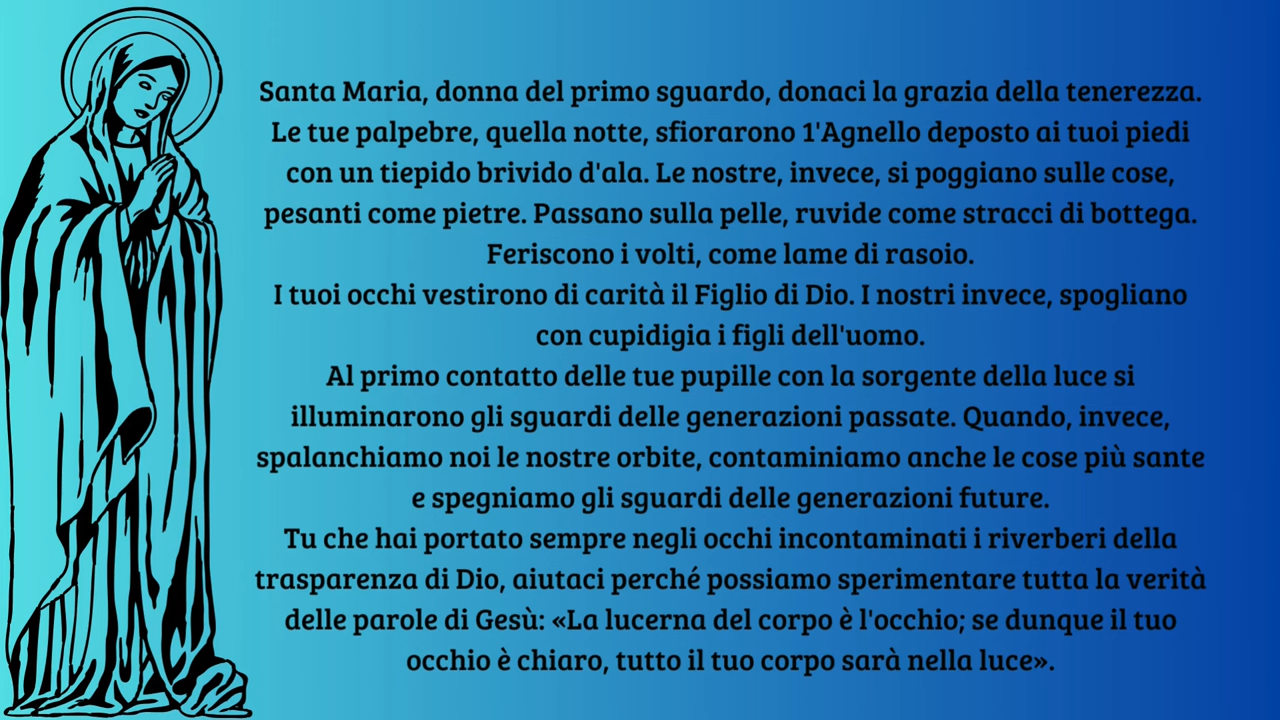 Santa Maria, donna del primo sguardo, donaci la grazia della tenerezza.
Le tue palpebre, quella notte, sfiorarono 1'Agnello deposto ai tuoi piedi
con un tiepido brivido d'ala. Le nostre, invece, si poggiano sulle cose,
pesanti come pietre. Passano sulla pelle, ruvide come stracci di bottega.
Feriscono i volti, come lame di rasoio.
I tuoi occhi vestirono di carità il Figlio di Dio. I nostri invece, spogliano
con cupidigia i figli dell'uomo.
Al primo contatto delle tue pupille con la sorgente della luce si
illuminarono gli sguardi delle generazioni passate. Quando, invece,
spalanchiamo noi le nostre orbite, contaminiamo anche le cose più sante
e spegniamo gli sguardi delle generazioni future.
Tu che hai portato sempre negli occhi incontaminati i riverberi della
trasparenza di Dio, aiutaci perché possiamo sperimentare tutta la verità
delle parole di Gesù: «La lucerna del corpo è l'occhio; se dunque il tuo
occhio è chiaro, tutto il tuo corpo sarà nella luce».